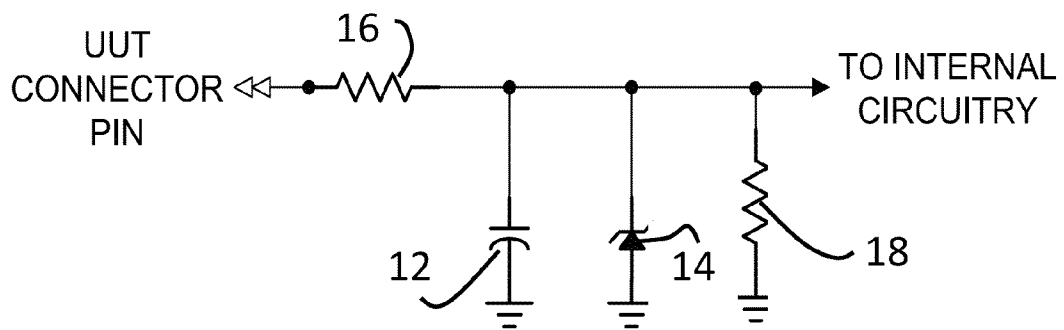 16
UUT
CONNECTOR
PIN
TO INTERNAL
CIRCUITRY
12
14
18